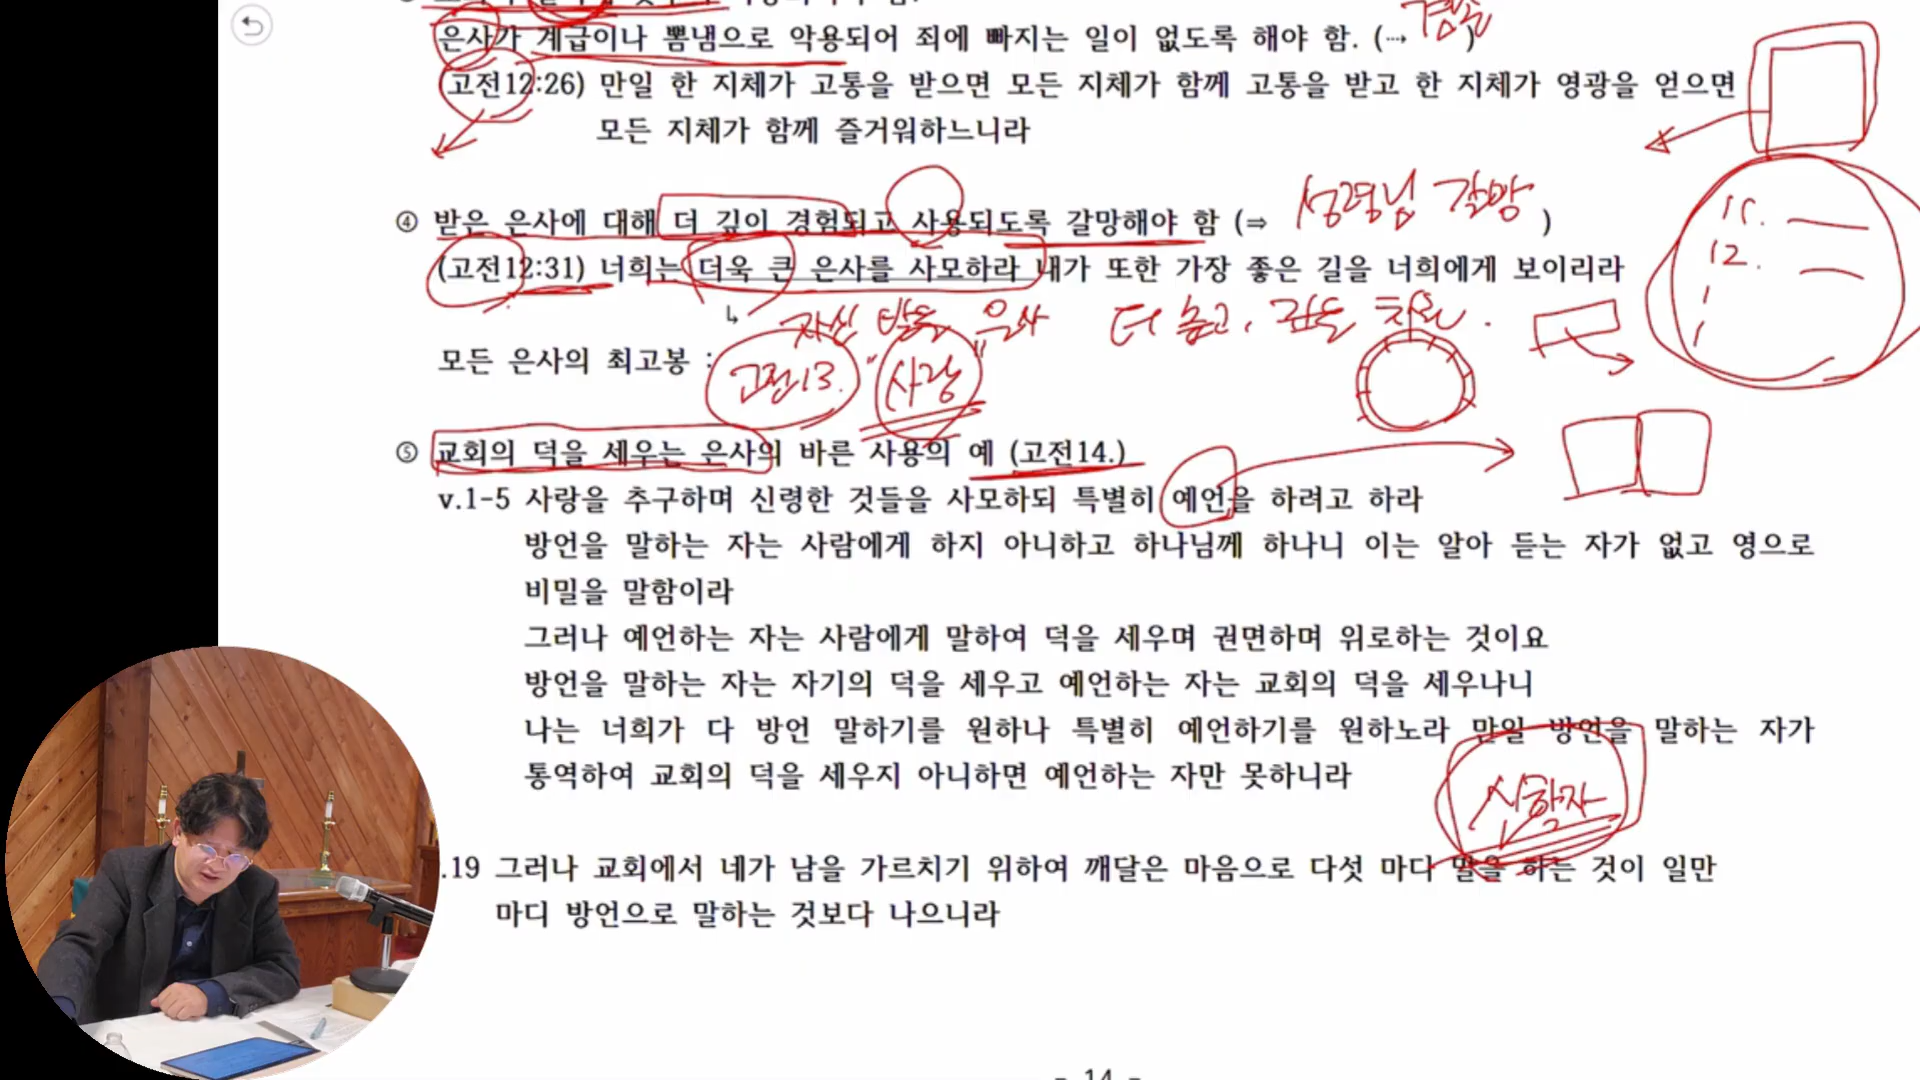 은사가 계급이나 뽐냄으로 악용되어 죄에 빠지는 일이 없도록 해야 함. (⇢ 겸손 )
(고전12:26) 만일 한 지체가 고통을 받으면 모든 지체가 함께 고통을 받고 한 지체가 영광을 얻으면
모든 지체가 함께 즐거워하느니라
④ 받은 은사에 대해 더 깊이 경험되고 사용되도록 갈망해야 함 (⇒ 성령님 갈망 )
(고전12:31) 너희는 더욱 큰 은사를 사모하라 내가 또한 가장 좋은 길을 너희에게 보이리라
↳ 자신 받은 은사 더 높고, 깊은 차원.
모든 은사의 최고봉 : 고전13. "사랑"
11.
12.
⑤ 교회의 덕을 세우는 은사의 바른 사용의 예 (고전14.)
v.1-5 사랑을 추구하며 신령한 것들을 사모하되 특별히 예언을 하려고 하라
방언을 말하는 자는 사람에게 하지 아니하고 하나님께 하나니 이는 알아 듣는 자가 없고 영으로
비밀을 말함이라
그러나 예언하는 자는 사람에게 말하여 덕을 세우며 권면하며 위로하는 것이요
방언을 말하는 자는 자기의 덕을 세우고 예언하는 자는 교회의 덕을 세우나니
나는 너희가 다 방언 말하기를 원하나 특별히 예언하기를 원하노라 만일 방언을 말하는 자가
통역하여 교회의 덕을 세우지 아니하면 예언하는 자만 못하니라
신학자
.19 그러나 교회에서 네가 남을 가르치기 위하여 깨달은 마음으로 다섯 마디 말을 하는 것이 일만
마디 방언으로 말하는 것보다 나으니라
- 14 -